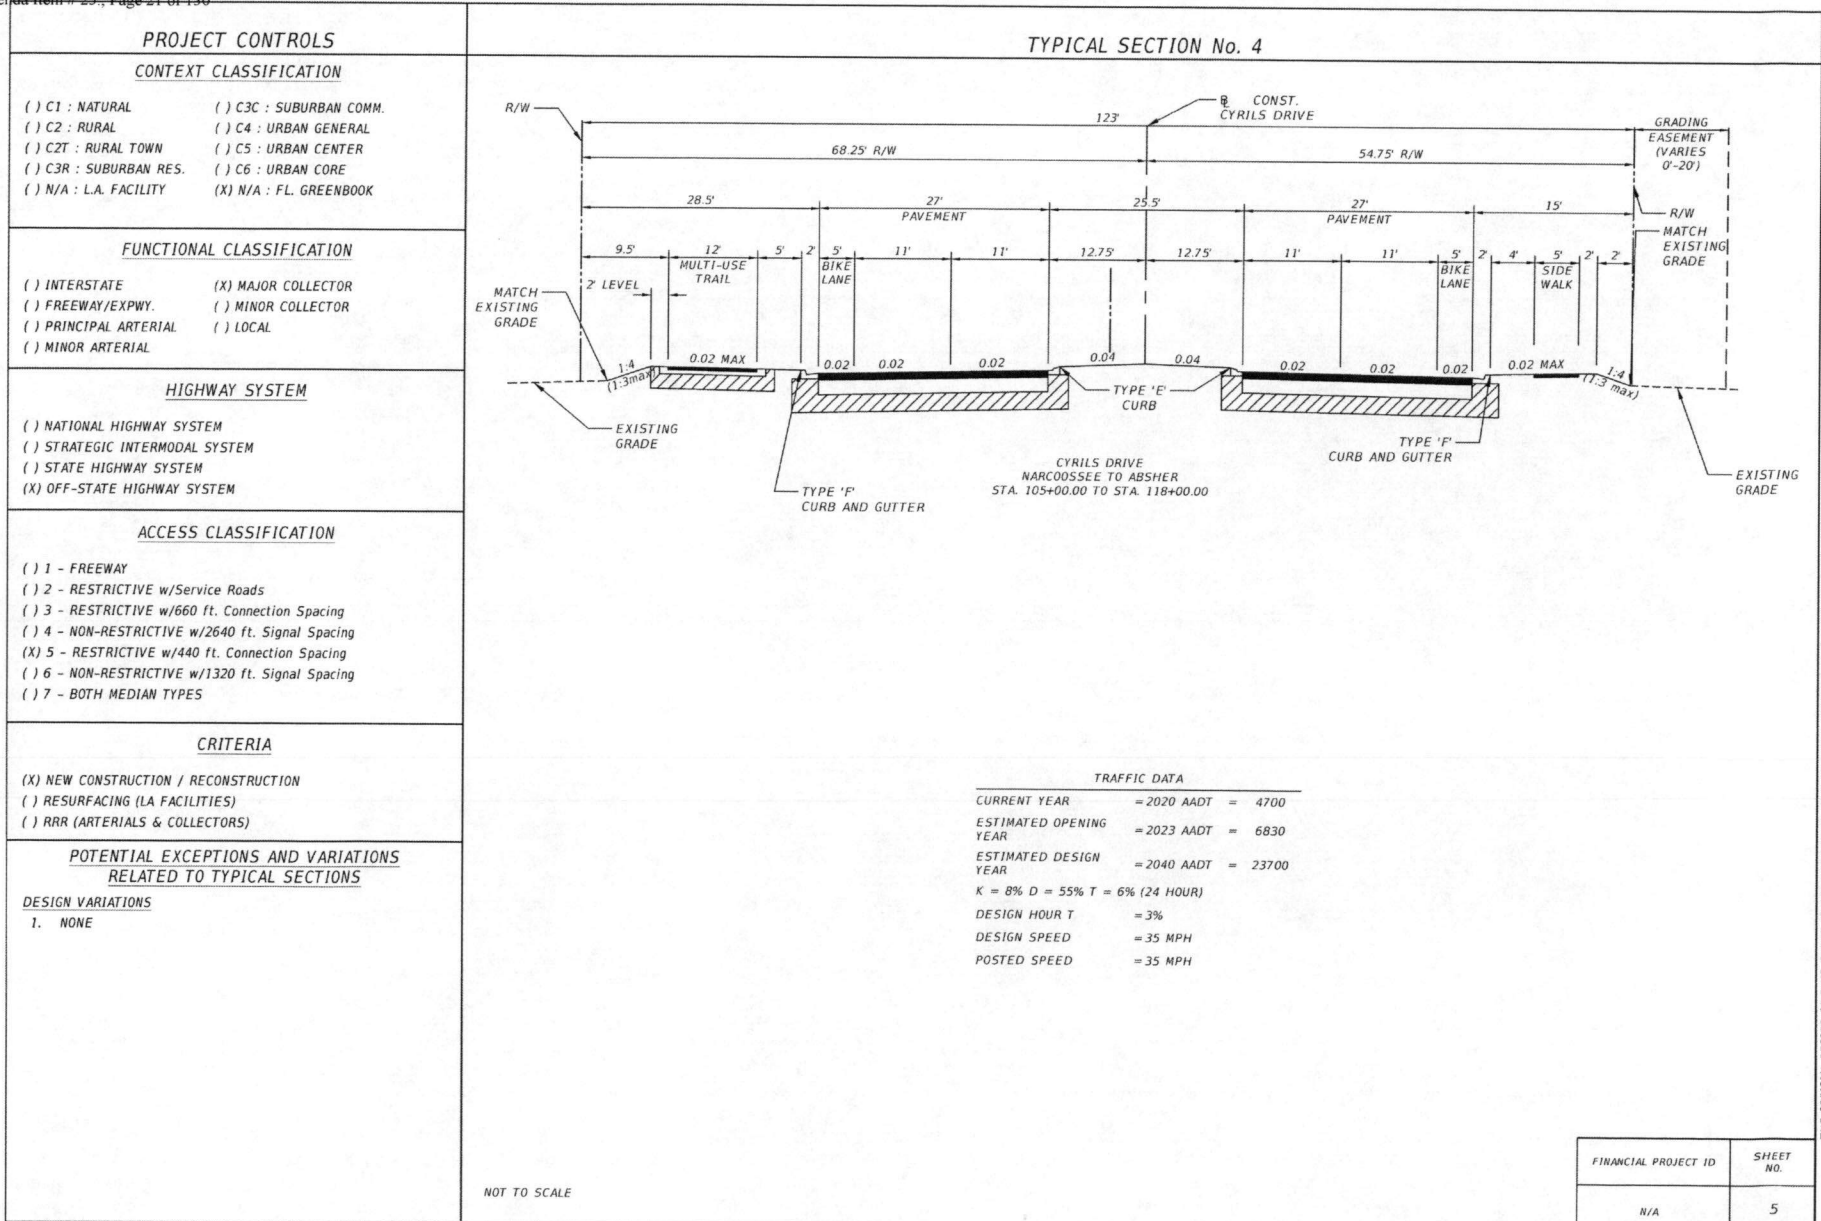 enda Item # 25., Page 21 of 136
PROJECT CONTROLS
CONTEXT CLASSIFICATION
( ) C1 : NATURAL
( ) C3C : SUBURBAN COMM.
( ) C2 : RURAL
( ) C4 : URBAN GENERAL
( ) C2T : RURAL TOWN
( ) C5 : URBAN CENTER
( ) C3R : SUBURBAN RES.
( ) C6 : URBAN CORE
( ) N/A : L.A. FACILITY
(X) N/A : FL. GREENBOOK
FUNCTIONAL CLASSIFICATION
( ) INTERSTATE
(X) MAJOR COLLECTOR
( ) FREEWAY/EXPWY.
( ) MINOR COLLECTOR
( ) PRINCIPAL ARTERIAL
( ) LOCAL
( ) MINOR ARTERIAL
HIGHWAY SYSTEM
( ) NATIONAL HIGHWAY SYSTEM
( ) STRATEGIC INTERMODAL SYSTEM
( ) STATE HIGHWAY SYSTEM
(X) OFF-STATE HIGHWAY SYSTEM
ACCESS CLASSIFICATION
( ) 1 - FREEWAY
( ) 2 - RESTRICTIVE w/Service Roads
( ) 3 - RESTRICTIVE w/660 ft. Connection Spacing
( ) 4 - NON-RESTRICTIVE w/2640 ft. Signal Spacing
(X) 5 - RESTRICTIVE w/440 ft. Connection Spacing
( ) 6 - NON-RESTRICTIVE w/1320 ft. Signal Spacing
( ) 7 - BOTH MEDIAN TYPES
CRITERIA
(X) NEW CONSTRUCTION / RECONSTRUCTION
( ) RESURFACING (LA FACILITIES)
( ) RRR (ARTERIALS & COLLECTORS)
POTENTIAL EXCEPTIONS AND VARIATIONS
RELATED TO TYPICAL SECTIONS
DESIGN VARIATIONS
1. NONE
TYPICAL SECTION No. 4
R/W
℄ CONST.
CYRILS DRIVE
123'
GRADING
EASEMENT
(VARIES
0'-20')
68.25' R/W
54.75' R/W
28.5'
27'
PAVEMENT
25.5'
27'
PAVEMENT
15'
R/W
MATCH
EXISTING
GRADE
9.5'
12'
MULTI-USE
TRAIL
5'
2'
5'
BIKE
LANE
11'
11'
12.75'
12.75'
11'
11'
5'
BIKE
LANE
2'
4'
5'
SIDE
WALK
2'
2'
2' LEVEL
MATCH
EXISTING
GRADE
1:4
(1:3max)
0.02 MAX
0.02
0.02
0.02
0.04
0.04
0.02
0.02
0.02
0.02 MAX
1:4
(1:3 max)
TYPE 'E'
CURB
EXISTING
GRADE
TYPE 'F'
CURB AND GUTTER
CYRILS DRIVE
NARCOOSSEE TO ABSHER
STA. 105+00.00 TO STA. 118+00.00
TYPE 'F'
CURB AND GUTTER
EXISTING
GRADE
TRAFFIC DATA
CURRENT YEAR = 2020 AADT = 4700
ESTIMATED OPENING
YEAR = 2023 AADT = 6830
ESTIMATED DESIGN
YEAR = 2040 AADT = 23700
K = 8% D = 55% T = 6% (24 HOUR)
DESIGN HOUR T = 3%
DESIGN SPEED = 35 MPH
POSTED SPEED = 35 MPH
NOT TO SCALE
FINANCIAL PROJECT ID
SHEET
NO.
N/A
5